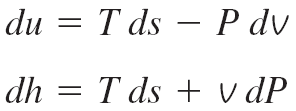 du = T ds − P dv
dh = T ds + v dP